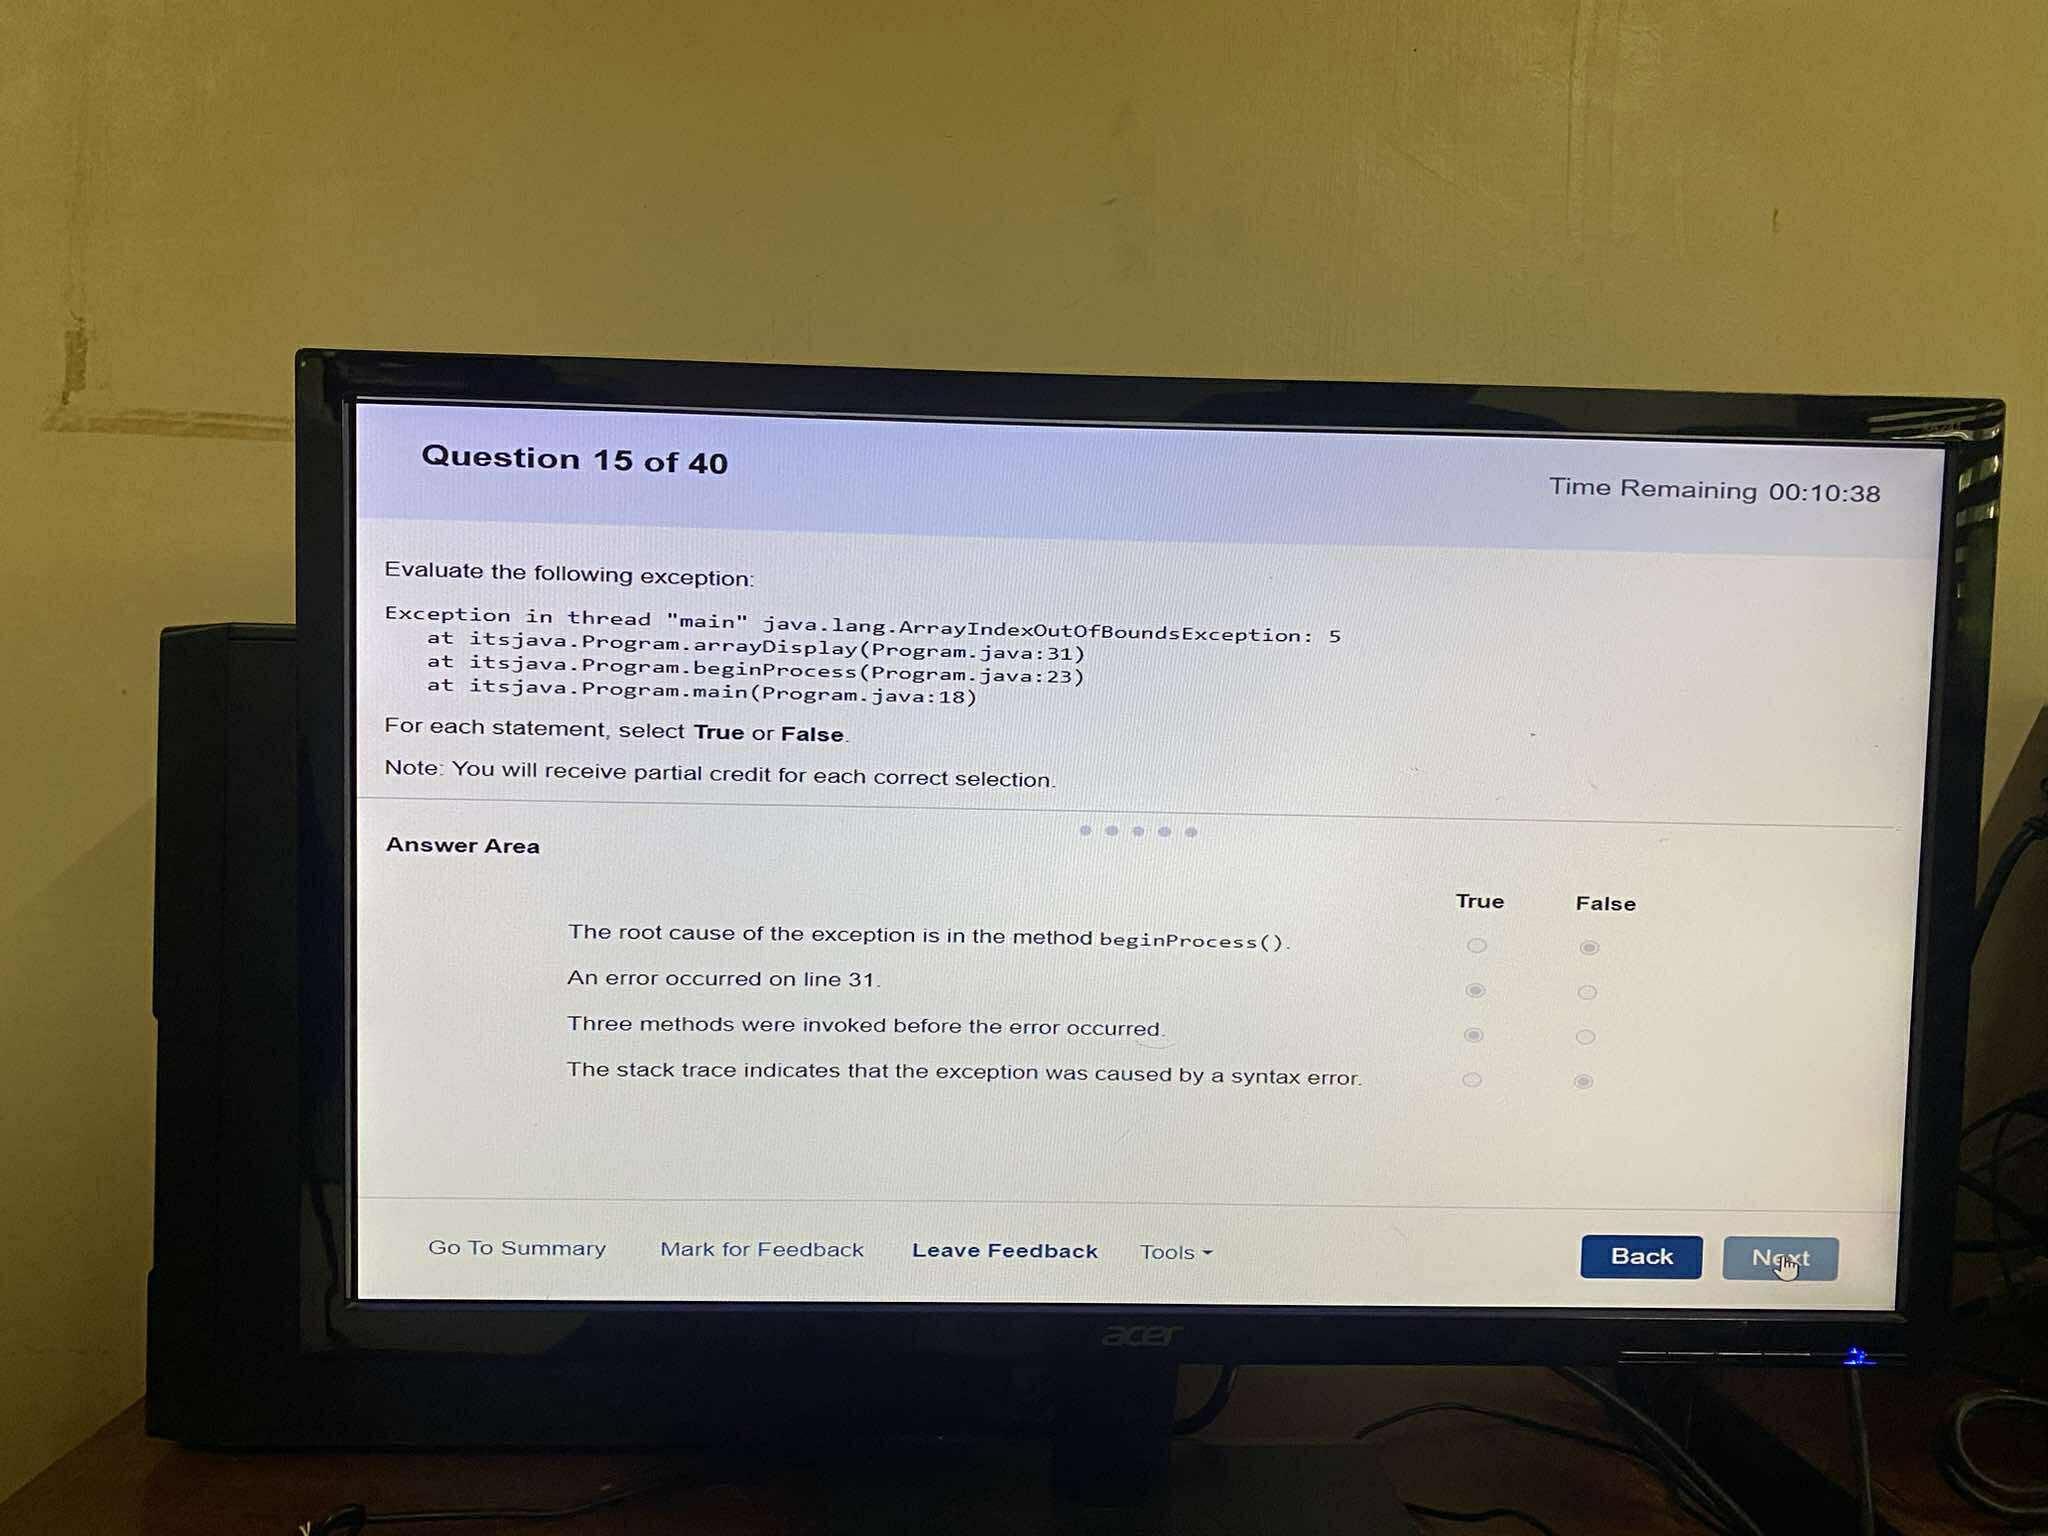 Question 15 of 40
Time Remaining 00:10:38
Evaluate the following exception:
Exception in thread "main" java.lang.ArrayIndexOutOfBoundsException: 5
at itsjava.Program.arrayDisplay(Program.java:31)
at itsjava.Program.beginProcess(Program.java:23)
at itsjava.Program.main(Program.java:18)
For each statement, select True or False.
Note: You will receive partial credit for each correct selection.
Answer Area
True False
The root cause of the exception is in the method beginProcess().
An error occurred on line 31.
Three methods were invoked before the error occurred.
The stack trace indicates that the exception was caused by a syntax error.
Go To Summary Mark for Feedback Leave Feedback Tools Back Next
acer